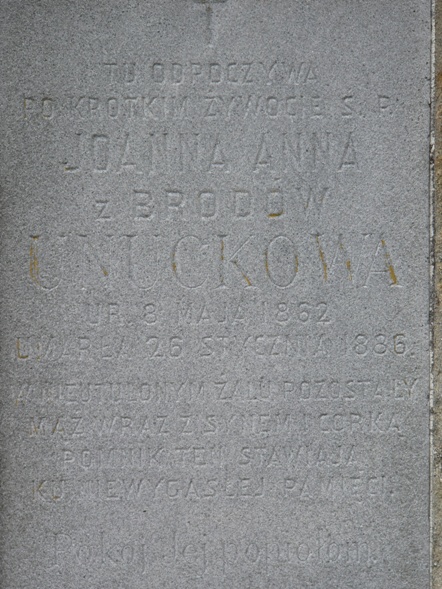 TU ODPOCZYWA
PO KRÓTKIM ŻYWOCIE Ś. P.
JOANNA ANNA
z BRODÓW
UNUCKOWA
UR. 8 MAJA 1862
UMARŁA 26 STYCZNIA 1886.
W NIEUTULONYM ŻALU POZOSTAŁY
MĄŻ WRAZ Z SYNEM I CÓRKĄ
POMNIK TEN STAWIAJĄ
KU NIEWYGASŁEJ PAMIĘCI.
Pokój Jej popiołom.